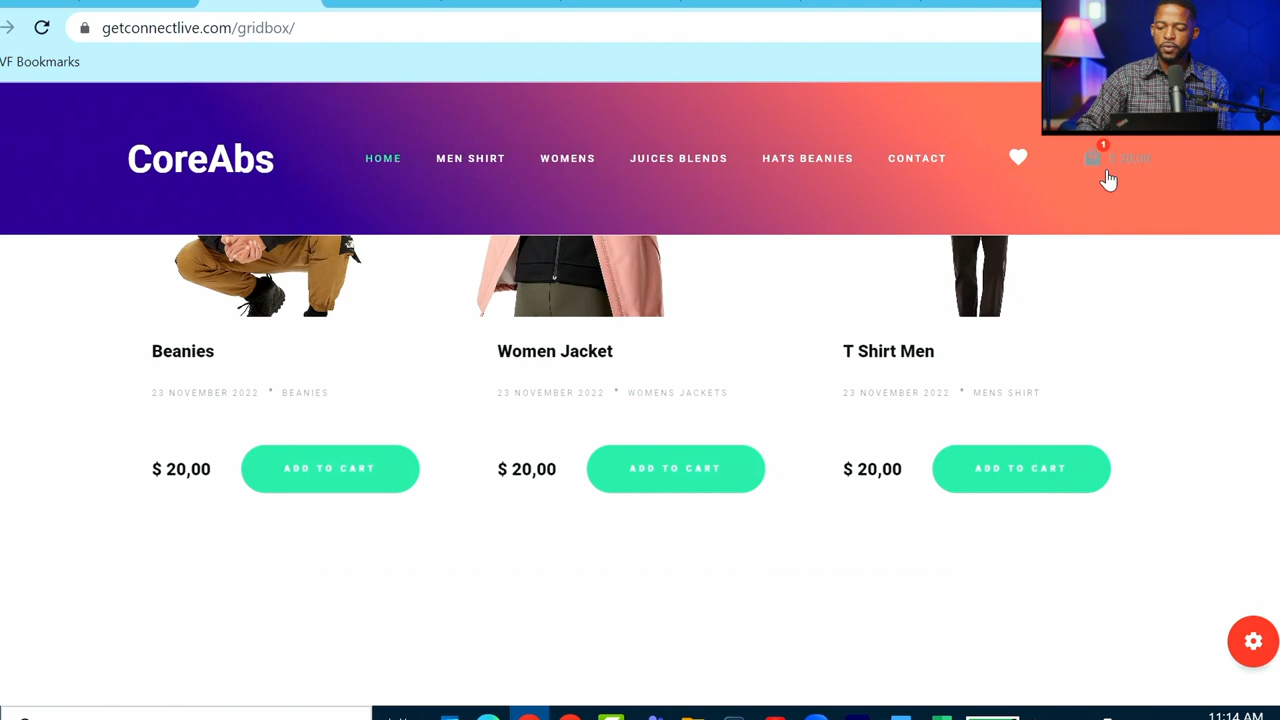 getconnectlive.com/gridbox/
VF Bookmarks
CoreAbs
HOME MEN SHIRT WOMENS JUICES BLENDS HATS BEANIES CONTACT
1
$ 20,00
Beanies
Women Jacket
T Shirt Men
23 NOVEMBER 2022 • BEANIES
23 NOVEMBER 2022 • WOMENS JACKETS
23 NOVEMBER 2022 • MENS SHIRT
$ 20,00 ADD TO CART
$ 20,00 ADD TO CART
$ 20,00 ADD TO CART
11:14 AM